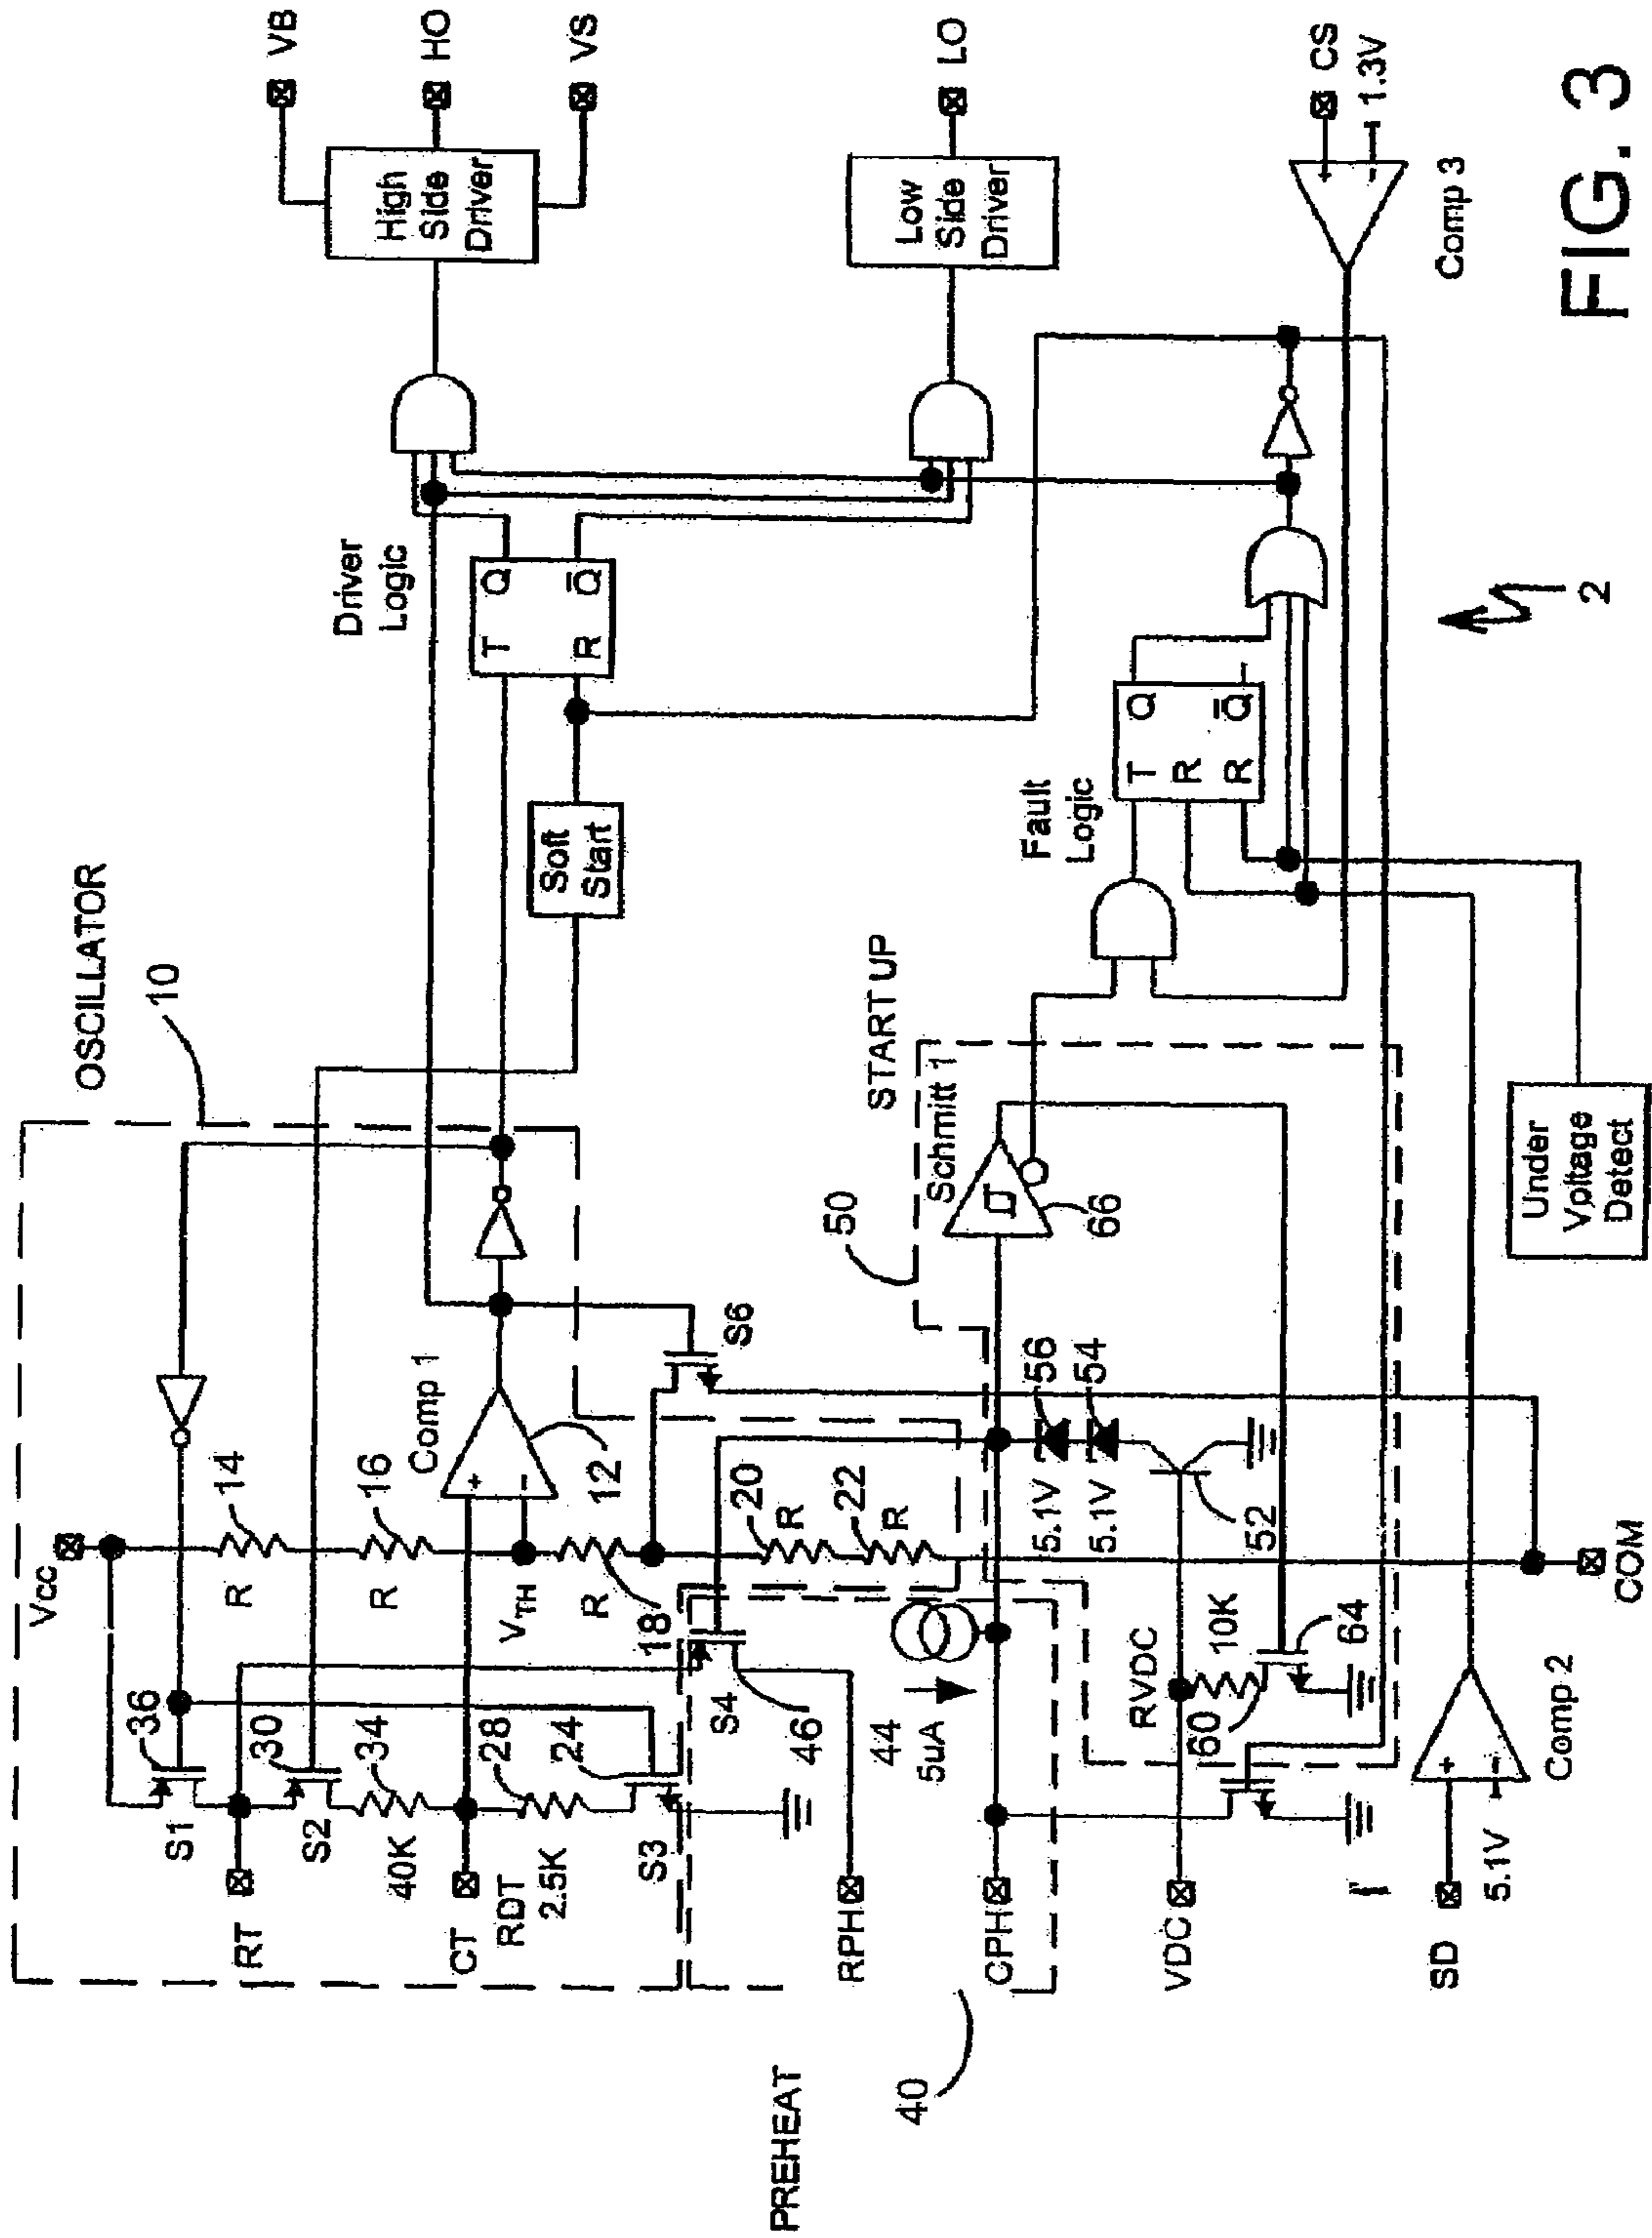 OSCILLATOR
10
Vcc
36
S1
14
R
16
R
RT
30
S2
34
40K
Comp 1
+
-
12
VTH
CT
28
RDT
2.5K
24
S3
18
R
20
R
22
R
S6
Driver
Logic
T
Q
R
Q
Soft
Start
High
Side
Driver
VB
HO
VS
Low
Side
Driver
LO
PREHEAT
40
S4
46
RPH
44
5uA
CPH
START UP
50
Schmitt 1
66
56
5.1V
54
5.1V
52
RVDC
VDC
60
10K
64
Fault
Logic
T
Q
R
R
Q
CS
1.3V
+
-
Comp 3
Under
Voltage
Detect
SD
5.1V
+
-
Comp 2
COM
2
FIG. 3